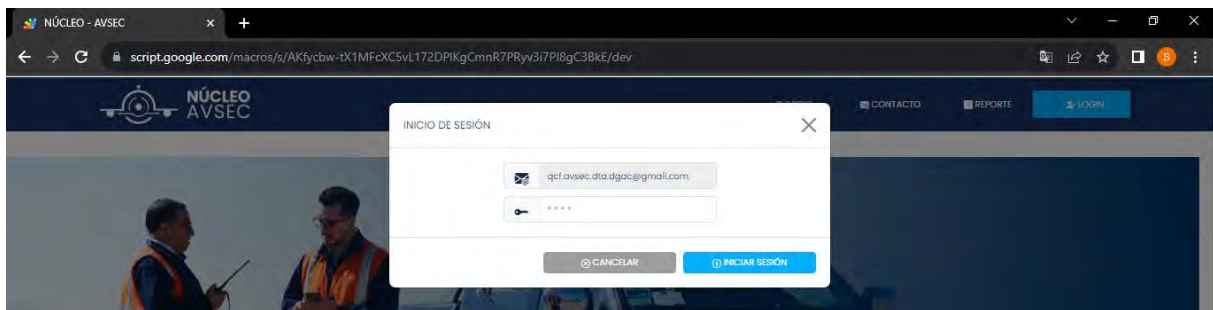 NÚCLEO - AVSEC
script.google.com/macros/s/AKfycbw-tX1MFcXC5vL172DPlKgCmnR7PRyv3i7Pl8gC3BkE/dev
S
NÚCLEO
AVSEC
CONTACTO
REPORTE
LOGIN
INICIO DE SESIÓN
qcf.avsec.dta.dgac@gmail.com
****
CANCELAR
INICIAR SESIÓN